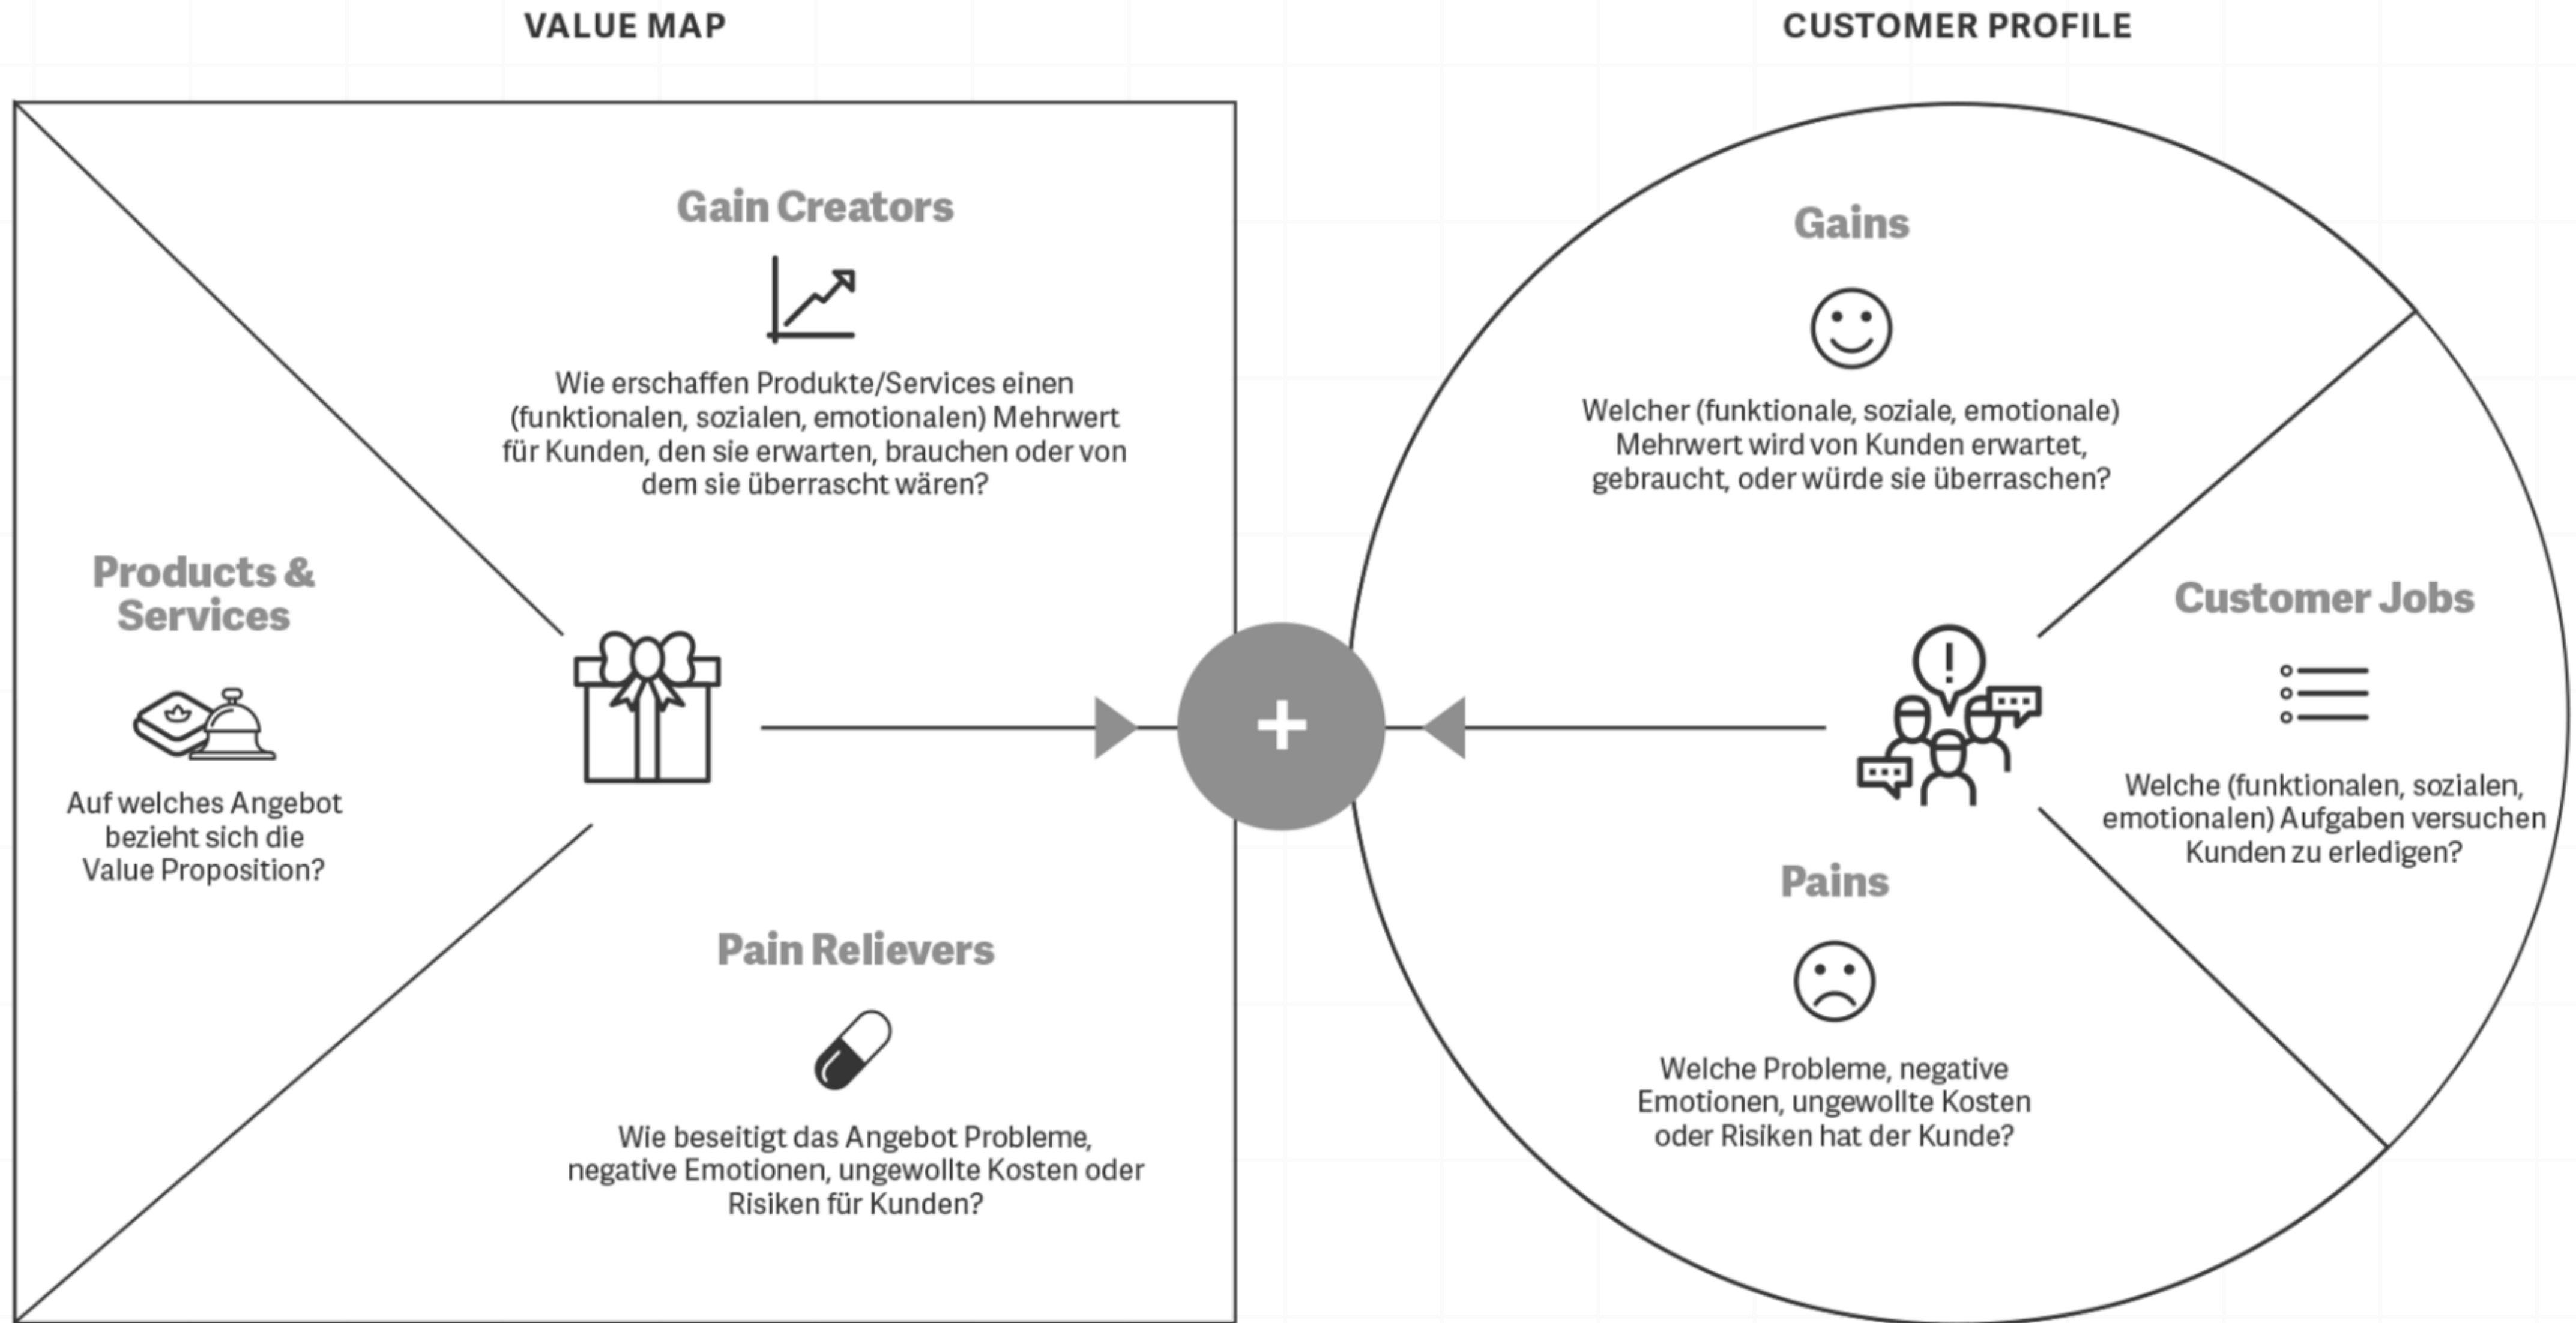 VALUE MAP
Gain Creators
Wie erschaffen Produkte/Services einen
(funktionalen, sozialen, emotionalen) Mehrwert
für Kunden, den sie erwarten, brauchen oder von
dem sie überrascht wären?
Products &
Services
Auf welches Angebot
bezieht sich die
Value Proposition?
Pain Relievers
Wie beseitigt das Angebot Probleme,
negative Emotionen, ungewollte Kosten oder
Risiken für Kunden?
+
CUSTOMER PROFILE
Gains
Welcher (funktionale, soziale, emotionale)
Mehrwert wird von Kunden erwartet,
gebraucht, oder würde sie überraschen?
!
Customer Jobs
Welche (funktionalen, sozialen,
emotionalen) Aufgaben versuchen
Kunden zu erledigen?
Pains
Welche Probleme, negative
Emotionen, ungewollte Kosten
oder Risiken hat der Kunde?